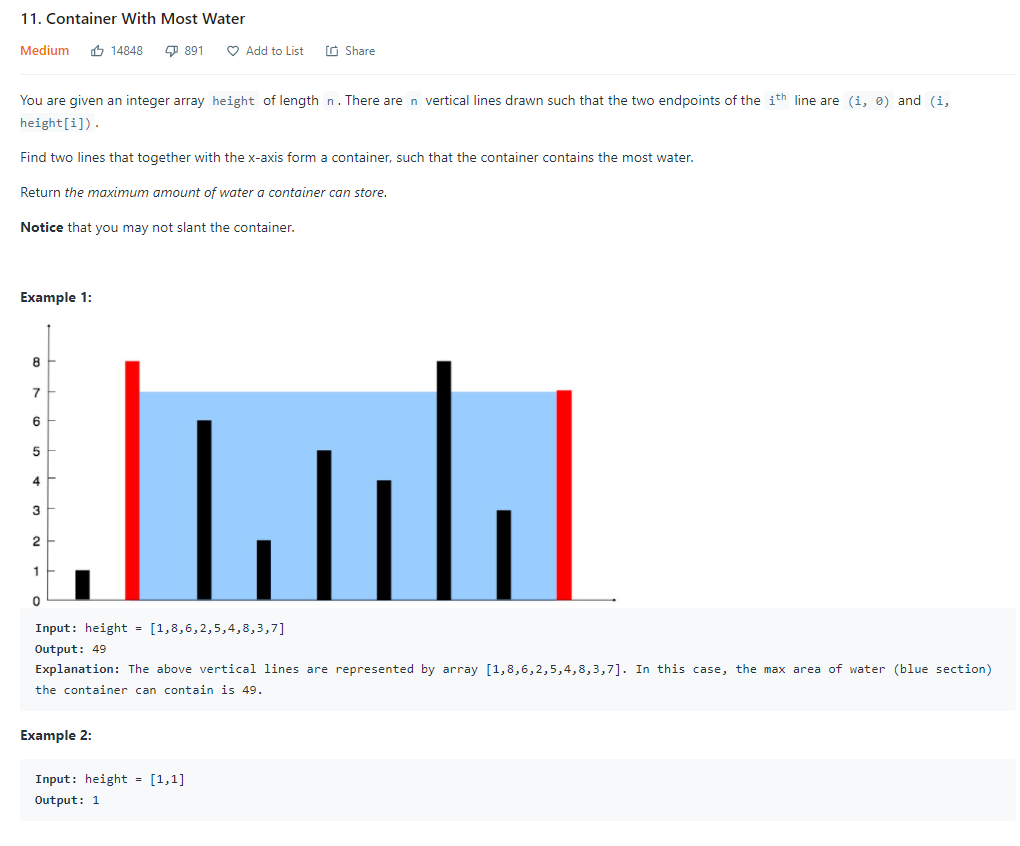 11. Container With Most Water
Medium 14848 891 Add to List Share
You are given an integer array height of length n. There are n vertical lines drawn such that the two endpoints of the ith line are (i, 0) and (i,
height[i]).
Find two lines that together with the x-axis form a container, such that the container contains the most water.
Return the maximum amount of water a container can store.
Notice that you may not slant the container.
Example 1:
8
7
6
5
4
3
2
1
0
Input: height = [1,8,6,2,5,4,8,3,7]
Output: 49
Explanation: The above vertical lines are represented by array [1,8,6,2,5,4,8,3,7]. In this case, the max area of water (blue section)
the container can contain is 49.
Example 2:
Input: height = [1,1]
Output: 1